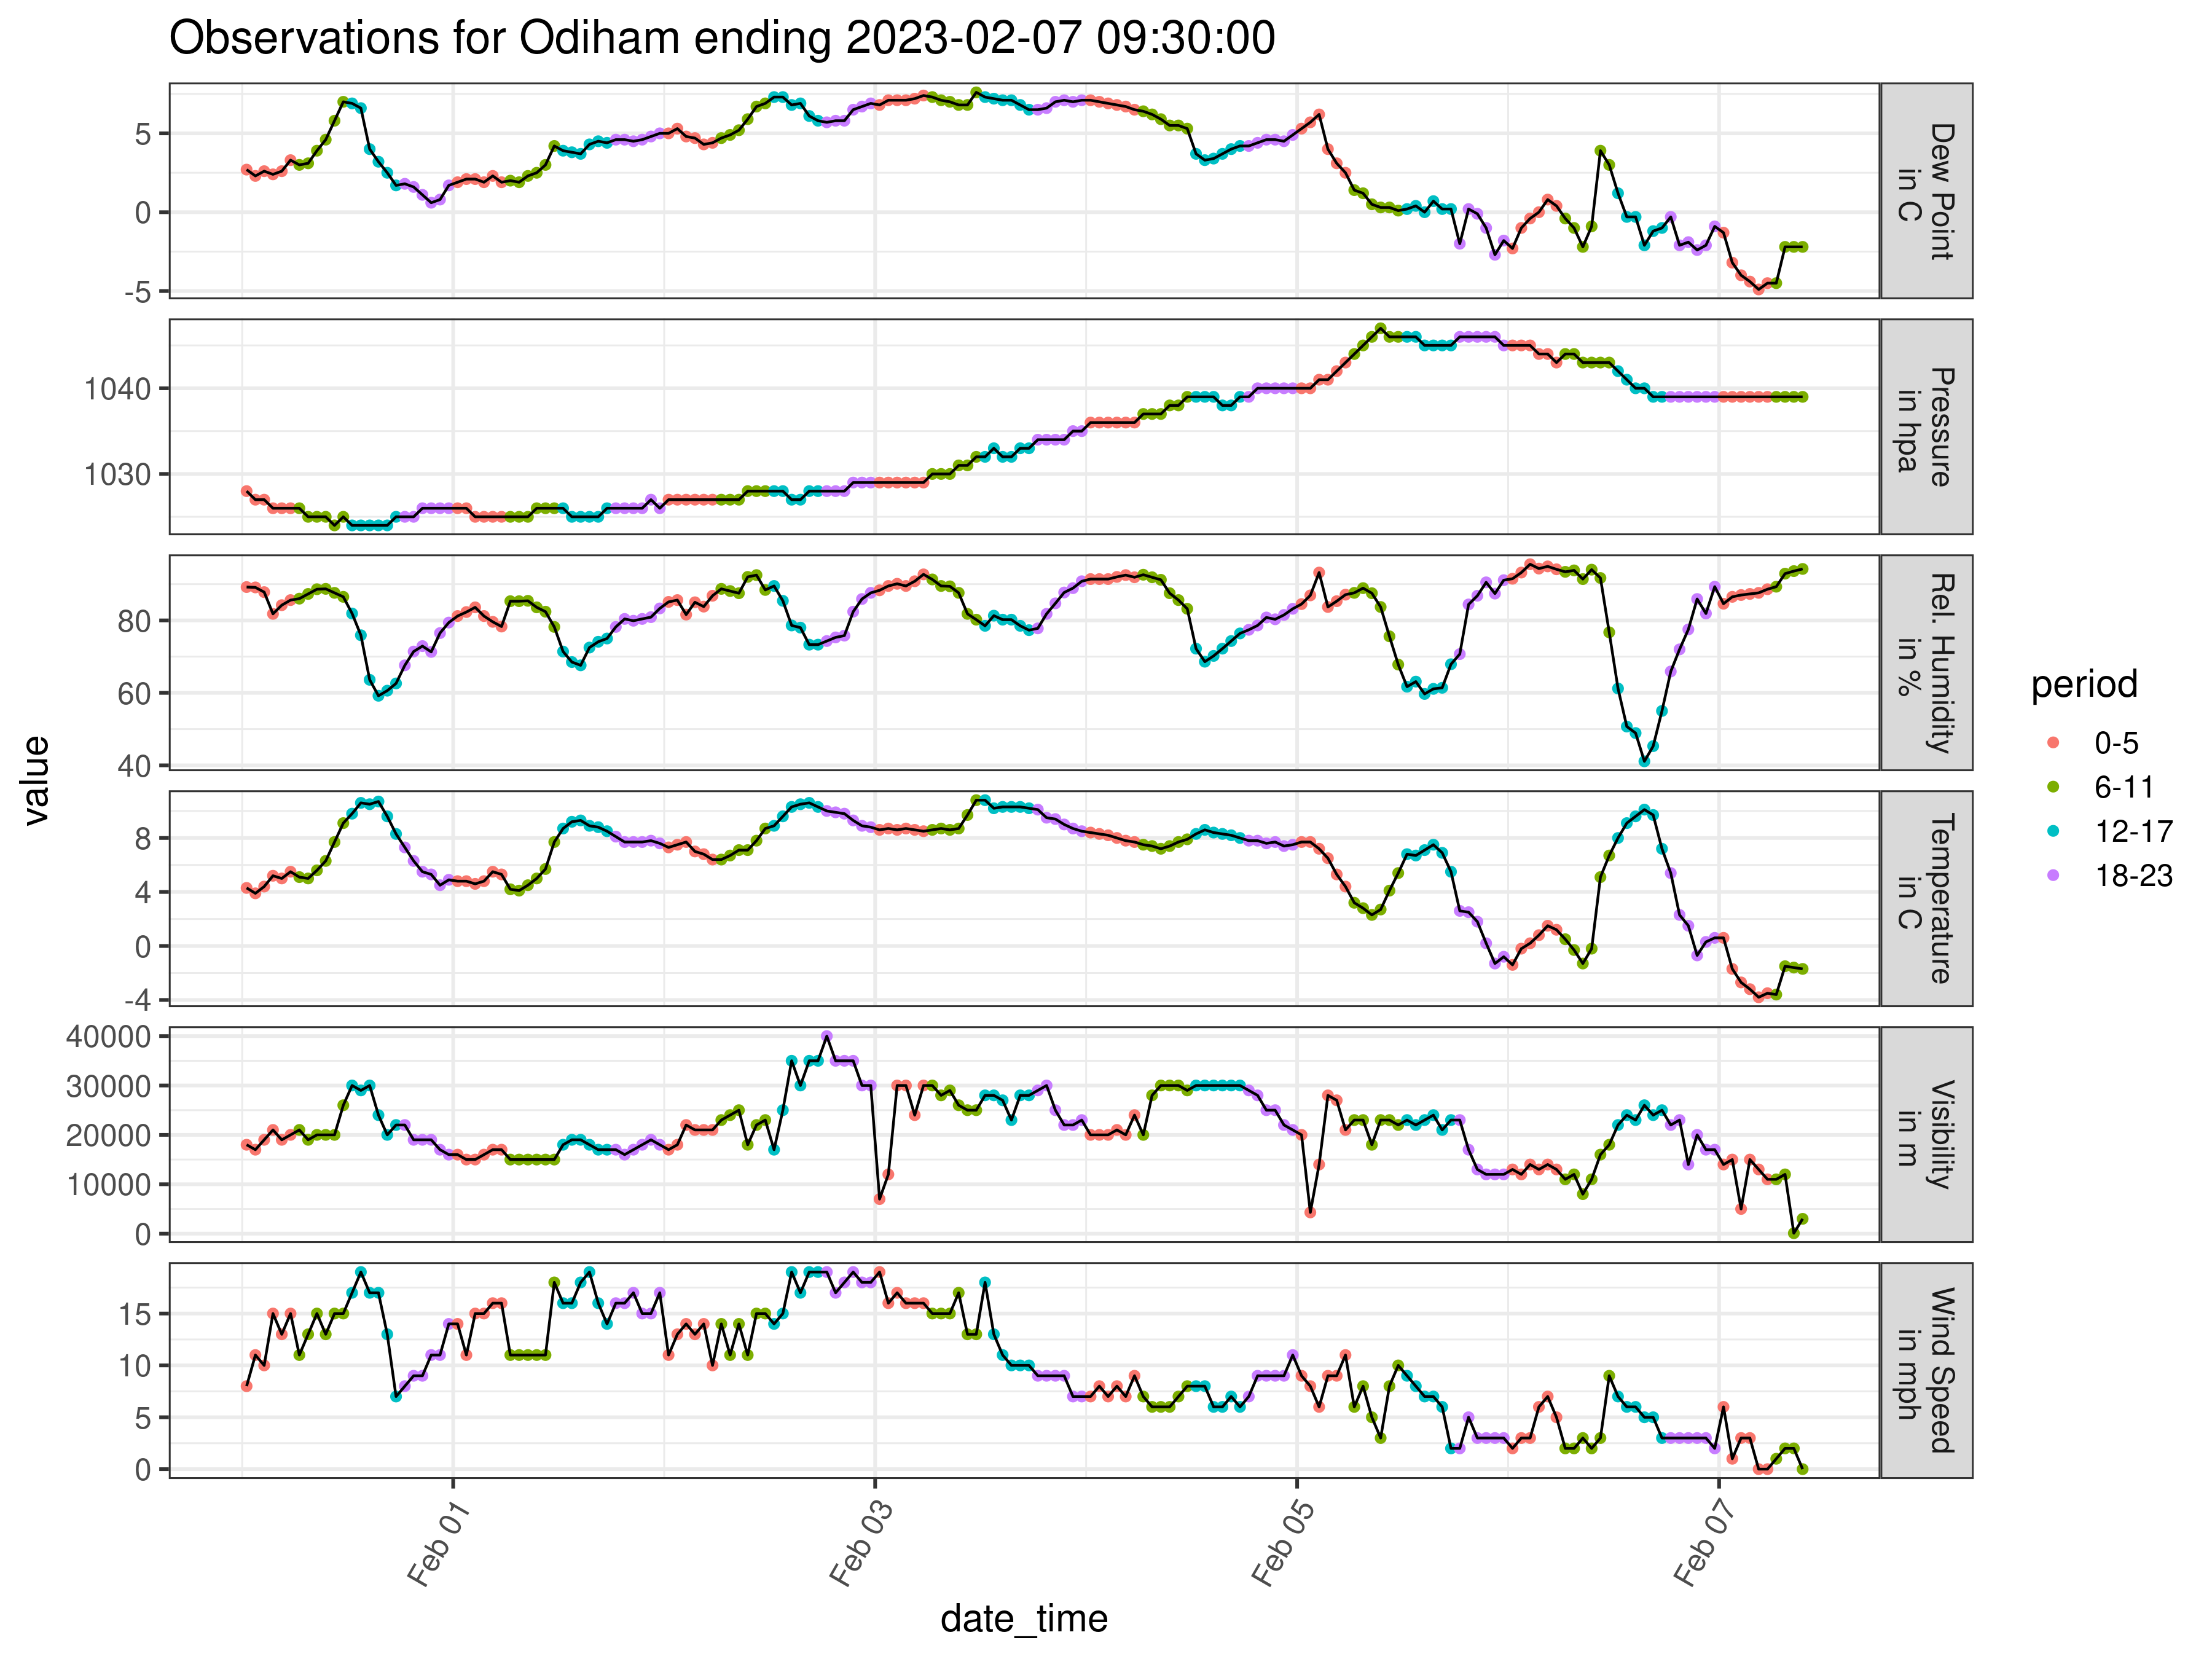 Observations for Odiham ending 2023-02-07 09:30:00
value
5
0
-5
Dew Point
in C
1040
1030
Pressure
in hpa
80
60
40
Rel. Humidity
in %
8
4
0
-4
Temperature
in C
40000
30000
20000
10000
0
Visibility
in m
15
10
5
0
Wind Speed
in mph
Feb 01
Feb 03
Feb 05
Feb 07
date_time
period
0-5
6-11
12-17
18-23